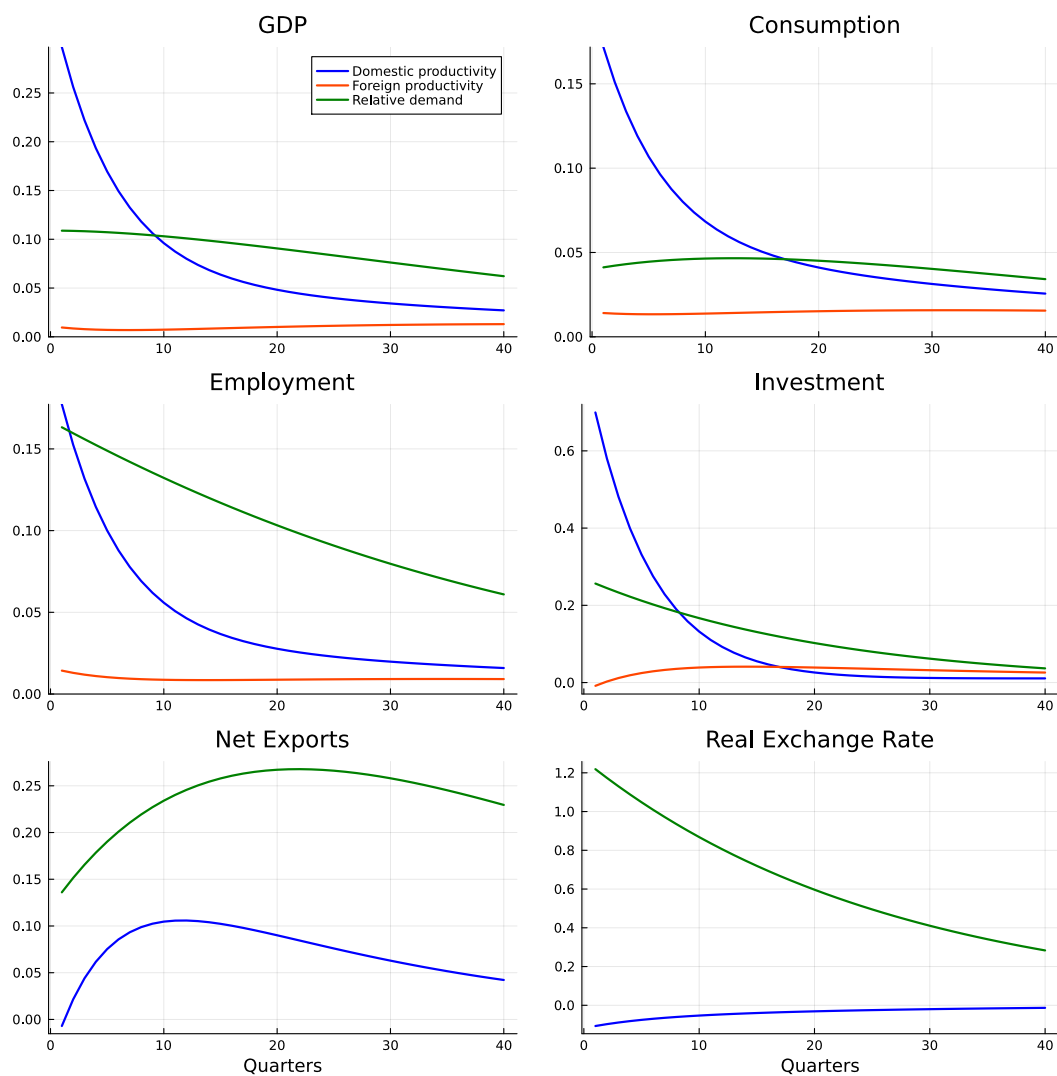 GDP
0.25
0.20
0.15
0.10
0.05
0.00
Domestic productivity
Foreign productivity
Relative demand
0 10 20 30 40
Consumption
0.15
0.10
0.05
0.00
0 10 20 30 40
Employment
0.15
0.10
0.05
0.00
0 10 20 30 40
Investment
0.6
0.4
0.2
0.0
0 10 20 30 40
Net Exports
0.25
0.20
0.15
0.10
0.05
0.00
0 10 20 30 40
Quarters
Real Exchange Rate
1.2
1.0
0.8
0.6
0.4
0.2
0.0
0 10 20 30 40
Quarters